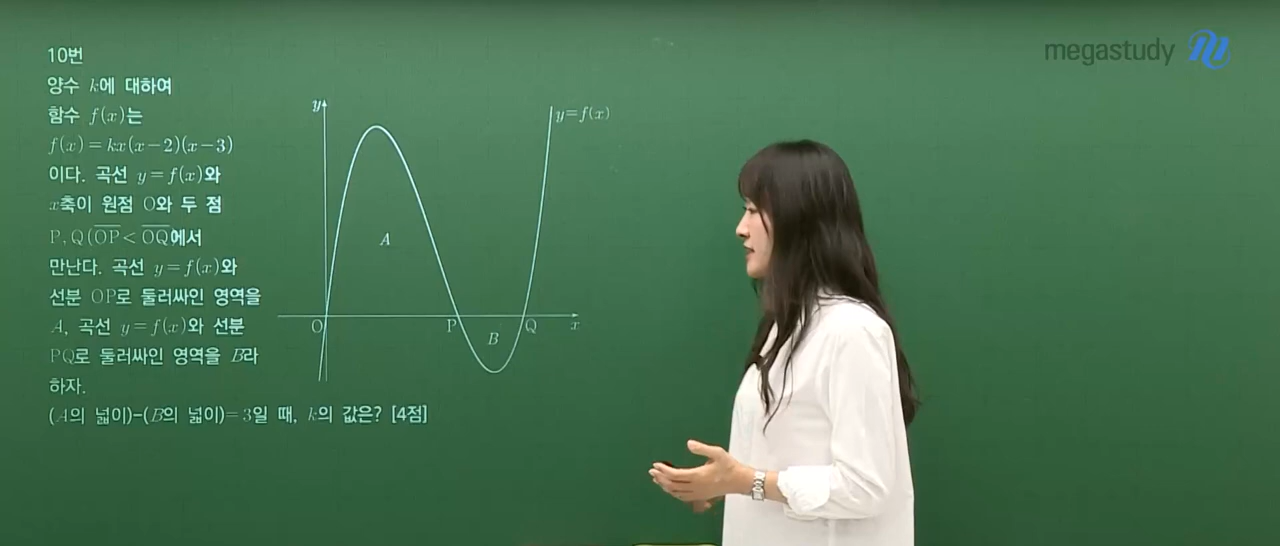 megastudy
10번
양수 k에 대하여
함수 f(x)는
f(x)=kx(x-2)(x-3)
이다. 곡선 y=f(x)와
x축이 원점 O와 두 점
P, Q(OP<OQ)에서
만난다. 곡선 y=f(x)와
선분 OP로 둘러싸인 영역을
A, 곡선 y=f(x)와 선분
PQ로 둘러싸인 영역을 B라
하자.
(A의 넓이)-(B의 넓이)=3일 때, k의 값은? [4점]
y
y=f(x)
A
O
P
B
Q
x